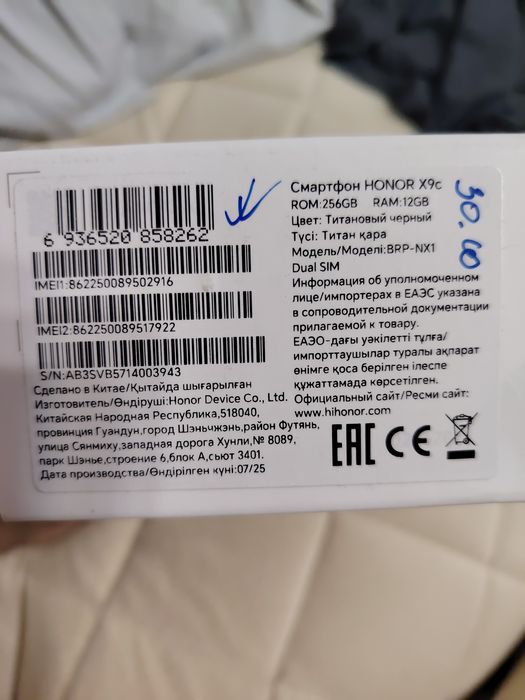 6 936520 858262
IMEI1:862250089502916
IMEI2:862250089517922
S/N:AB3SVB5714003943
Сделано в Китае/Қытайда шығарылған
Изготовитель/Өндіруші:Honor Device Co., Ltd.
Китайская Народная Республика,518040,
провинция Гуандун,город Шэньчжэнь,район Футянь,
улица Сянмиху,западная дорога Хунли,№ 8089,
парк Шэнье,строение 6,блок А,сьют 3401.
Дата производства/Өндірілген күні:07/25
Смартфон HONOR X9c
ROM:256GB RAM:12GB
Цвет: Титановый черный
Түсі: Титан қара
Модель/Моделі:BRP-NX1
Dual SIM
Информация об уполномоченном
лице/импортерах в ЕАЭС указана
в сопроводительной документации
прилагаемой к товару.
ЕАЭО-дағы уәкілетті тұлға/
импорттаушылар туралы ақпарат
өнімге қоса берілген ілеспе
құжаттамада көрсетілген.
Официальный сайт/Ресми сайт:
www.hihonor.com
EAC CE